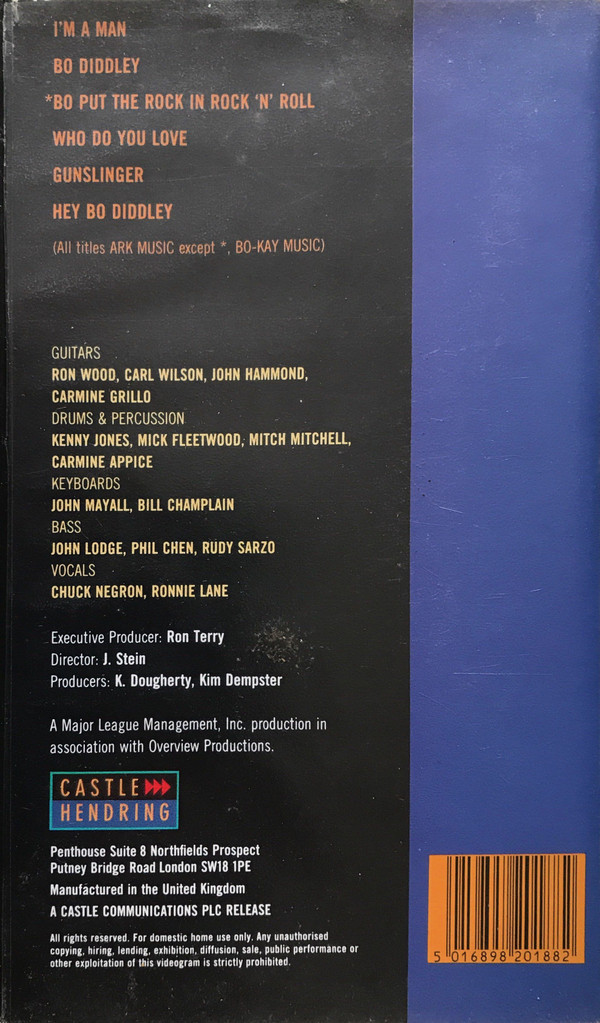 I'M A MAN
BO DIDDLEY
*BO PUT THE ROCK IN ROCK 'N' ROLL
WHO DO YOU LOVE
GUNSLINGER
HEY BO DIDDLEY
(All titles ARK MUSIC except *, BO-KAY MUSIC)
GUITARS
RON WOOD, CARL WILSON, JOHN HAMMOND,
CARMINE GRILLO
DRUMS & PERCUSSION
KENNY JONES, MICK FLEETWOOD, MITCH MITCHELL,
CARMINE APPICE
KEYBOARDS
JOHN MAYALL, BILL CHAMPLAIN
BASS
JOHN LODGE, PHIL CHEN, RUDY SARZO
VOCALS
CHUCK NEGRON, RONNIE LANE
Executive Producer: Ron Terry
Director: J. Stein
Producers: K. Dougherty, Kim Dempster
A Major League Management, Inc. production in
association with Overview Productions.
CASTLE
HENDRING
Penthouse Suite 8 Northfields Prospect
Putney Bridge Road London SW18 1PE
Manufactured in the United Kingdom
A CASTLE COMMUNICATIONS PLC RELEASE
All rights reserved. For domestic home use only. Any unauthorised
copying, hiring, lending, exhibition, diffusion, sale, public performance or
other exploitation of this videogram is strictly prohibited.
5 016898 201882